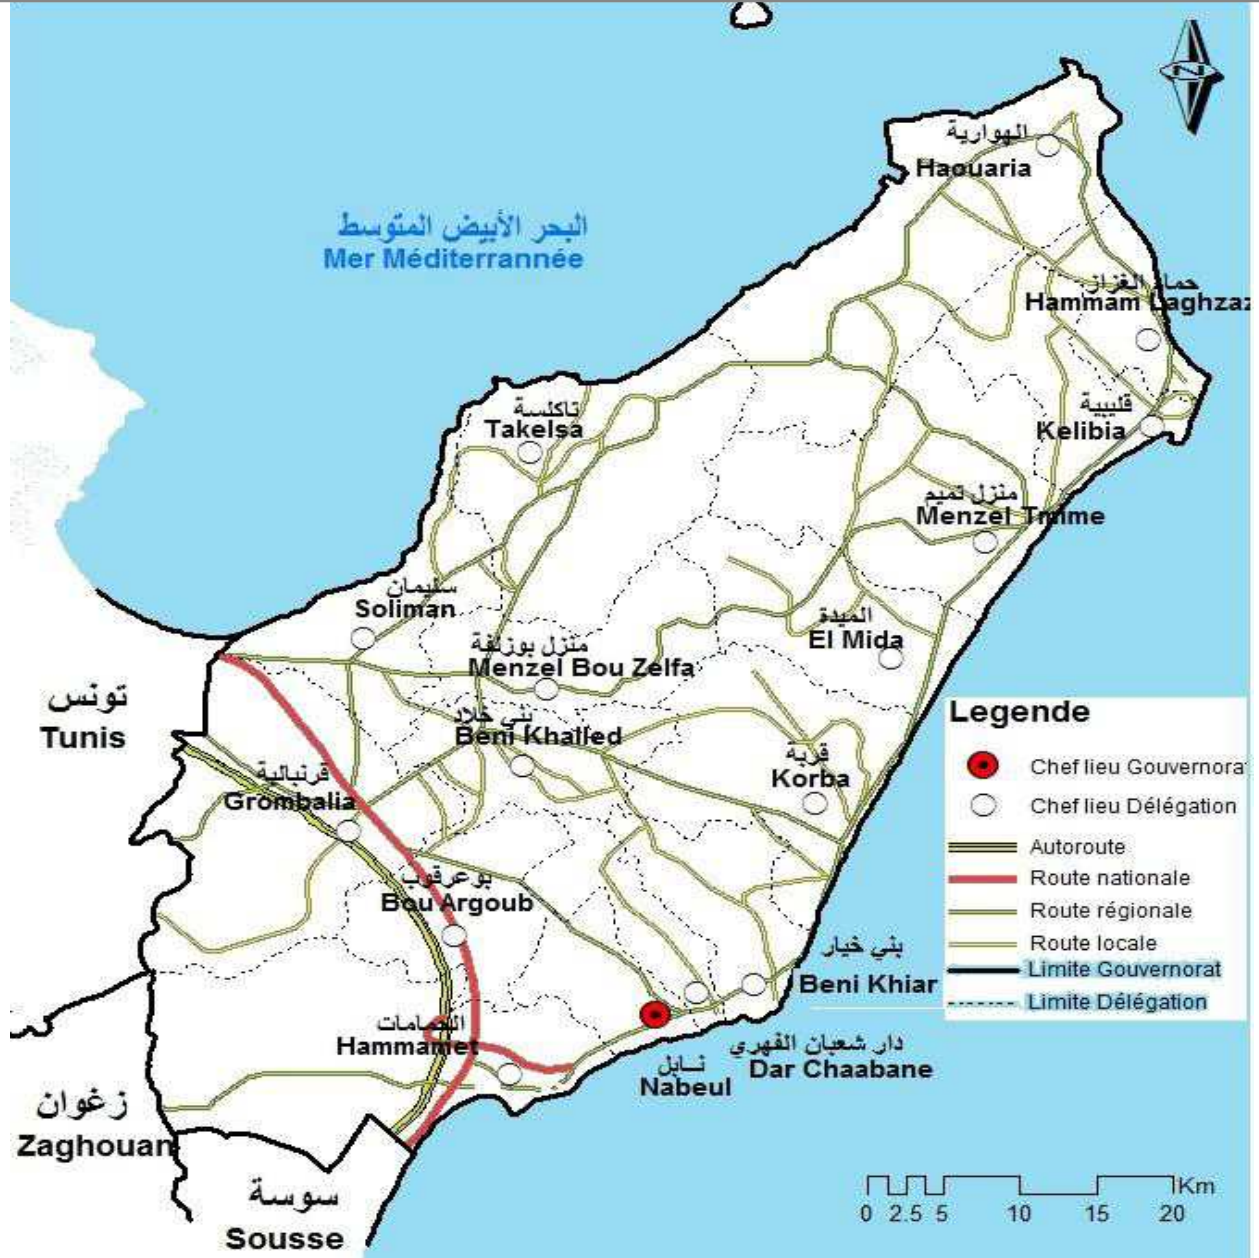 N
الهوارية
Haouaria
البحر الأبيض المتوسط
Mer Méditerrannée
حمام الغزاز
Hammam Laghzaz
تاكلسة
Takelsa
قليبية
Kelibia
منزل تميم
Menzel Tmime
سليمان
Soliman
الميدة
El Mida
منزل بوزلفة
Menzel Bou Zelfa
تونس
Tunis
بني خلاد
Beni Khalled
قربة
Korba
قرنبالية
Grombalia
بوعرقوب
Bou Argoub
بني خيار
Beni Khiar
الحمامات
Hammamet
دار شعبان الفهري
Dar Chaabane
نـابل
Nabeul
زغوان
Zaghouan
سوسة
Sousse
Legende
Chef lieu Gouvernorat
Chef lieu Délégation
Autoroute
Route nationale
Route régionale
Route locale
Limite Gouvernorat
Limite Délégation
Km
0 2.5 5 10 15 20